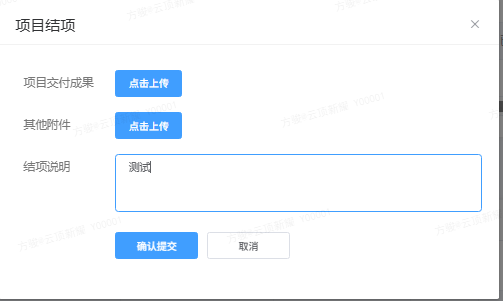 项目结项
项目交付成果 点击上传
其他附件 点击上传
结项说明 测试
确认提交 取消